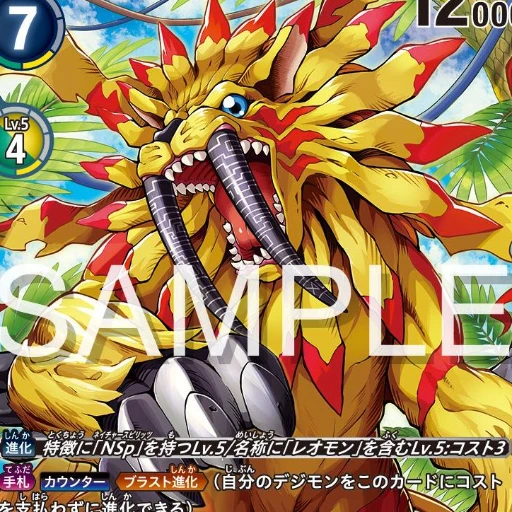 7
12000
Lv.5
4
SAMPLE
進化 特徴に「NSp」を持つLv.5/名称に「レオモン」を含むLv.5:コスト3
手札 カウンター ブラスト進化 (自分のデジモンをこのカードにコスト
を支払わずに進化できる)